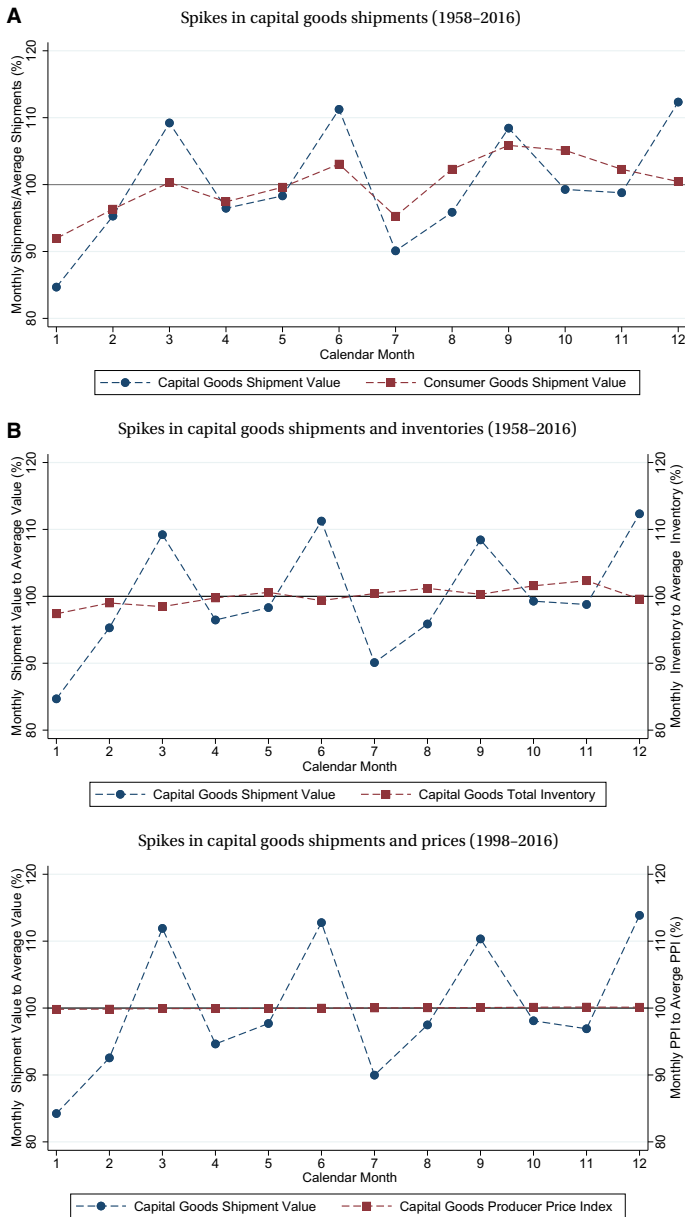 A
Spikes in capital goods shipments (1958–2016)
Monthly Shipments/Average Shipments (%)
120
110
100
90
80
1 2 3 4 5 6 7 8 9 10 11 12
Calendar Month
Capital Goods Shipment Value Consumer Goods Shipment Value
B
Spikes in capital goods shipments and inventories (1958–2016)
Monthly Shipment Value to Average Value (%)
120
110
100
90
80
Monthly Inventory to Average Inventory (%)
120
110
100
90
80
1 2 3 4 5 6 7 8 9 10 11 12
Calendar Month
Capital Goods Shipment Value Capital Goods Total Inventory
Spikes in capital goods shipments and prices (1998–2016)
Monthly Shipment Value to Average Value (%)
120
110
100
90
80
Monthly PPI to Averge PPI (%)
120
110
100
90
80
1 2 3 4 5 6 7 8 9 10 11 12
Calendar Month
Capital Goods Shipment Value Capital Goods Producer Price Index